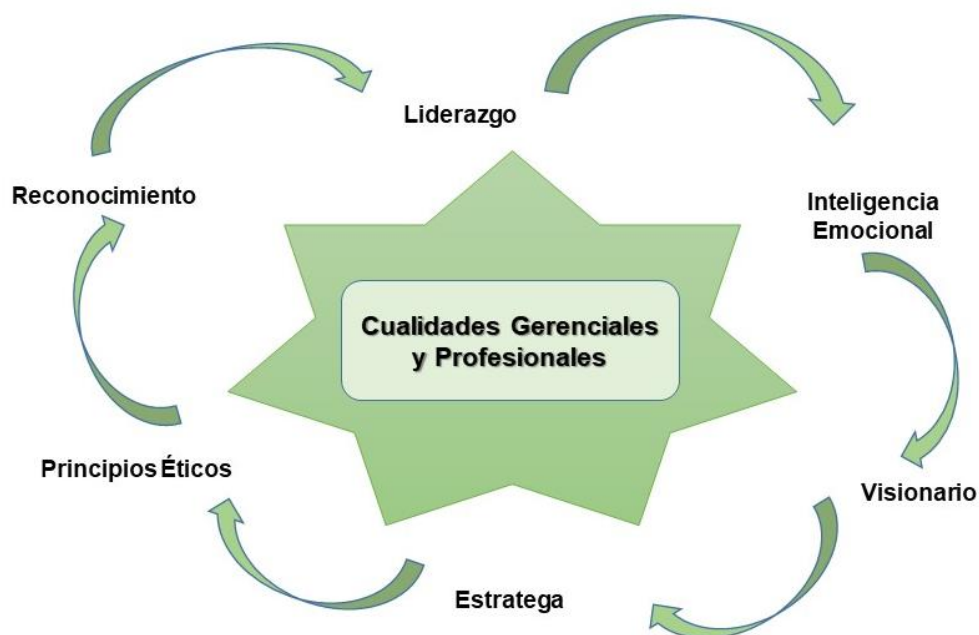 Liderazgo
Inteligencia
Emocional
Visionario
Estratega
Principios Éticos
Reconocimiento
Cualidades Gerenciales
y Profesionales